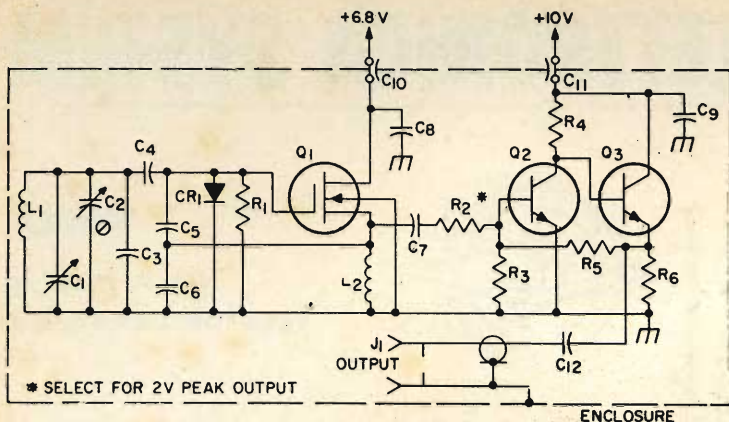 +6.8 V
+10V
C10
C11
C8
C9
R4
Q1
Q2
Q3
C4
C2
L1
C1
C3
C5
CR1
R1
R2
*
C7
C6
L2
R3
R5
R6
J1
OUTPUT
C12
* SELECT FOR 2V PEAK OUTPUT
ENCLOSURE